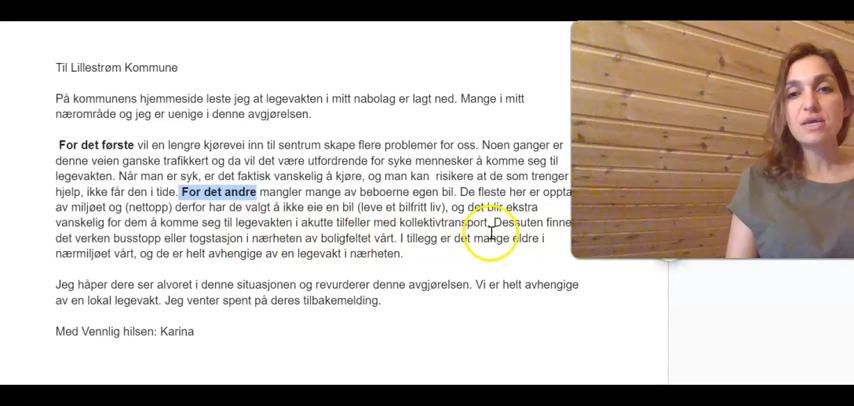 Til Lillestrøm Kommune
På kommunens hjemmeside leste jeg at legevakten i mitt nabolag er lagt ned. Mange i mitt
nærområde og jeg er uenige i denne avgjørelsen.
For det første vil en lengre kjørevei inn til sentrum skape flere problemer for oss. Noen ganger er
denne veien ganske trafikkert og da vil det være utfordrende for syke mennesker å komme seg til
legevakten. Når man er syk, er det faktisk vanskelig å kjøre, og man kan risikere at de som trenger
hjelp, ikke får den i tide. For det andre mangler mange av beboerne egen bil. De fleste her er oppta
av miljøet og (nettopp) derfor har de valgt å ikke eie en bil (leve et bilfritt liv), og det blir ekstra
vanskelig for dem å komme seg til legevakten i akutte tilfeller med kollektivtransport. Dessuten finne
det verken busstopp eller togstasjon i nærheten av boligfeltet vårt. I tillegg er det mange eldre i
nærmiljøet vårt, og de er helt avhengige av en legevakt i nærheten.
Jeg håper dere ser alvoret i denne situasjonen og revurderer denne avgjørelsen. Vi er helt avhengige
av en lokal legevakt. Jeg venter spent på deres tilbakemelding.
Med Vennlig hilsen: Karina